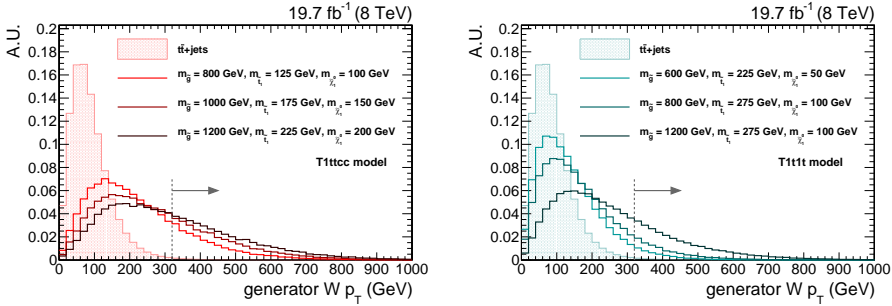 19.7 fb⁻¹ (8 TeV)
A.U.
0.2
0.18
0.16
0.14
0.12
0.1
0.08
0.06
0.04
0.02
0
tt̄+jets
m_g̃ = 800 GeV, m_t̃₁ = 125 GeV, m_χ̃₁⁰ = 100 GeV
m_g̃ = 1000 GeV, m_t̃₁ = 175 GeV, m_χ̃₁⁰ = 150 GeV
m_g̃ = 1200 GeV, m_t̃₁ = 225 GeV, m_χ̃₁⁰ = 200 GeV
T1ttcc model
0 100 200 300 400 500 600 700 800 900 1000
generator W p_T (GeV)
19.7 fb⁻¹ (8 TeV)
A.U.
0.2
0.18
0.16
0.14
0.12
0.1
0.08
0.06
0.04
0.02
0
tt̄+jets
m_g̃ = 600 GeV, m_t̃₁ = 225 GeV, m_χ̃₁⁰ = 50 GeV
m_g̃ = 800 GeV, m_t̃₁ = 275 GeV, m_χ̃₁⁰ = 100 GeV
m_g̃ = 1200 GeV, m_t̃₁ = 275 GeV, m_χ̃₁⁰ = 100 GeV
T1t1t model
0 100 200 300 400 500 600 700 800 900 1000
generator W p_T (GeV)